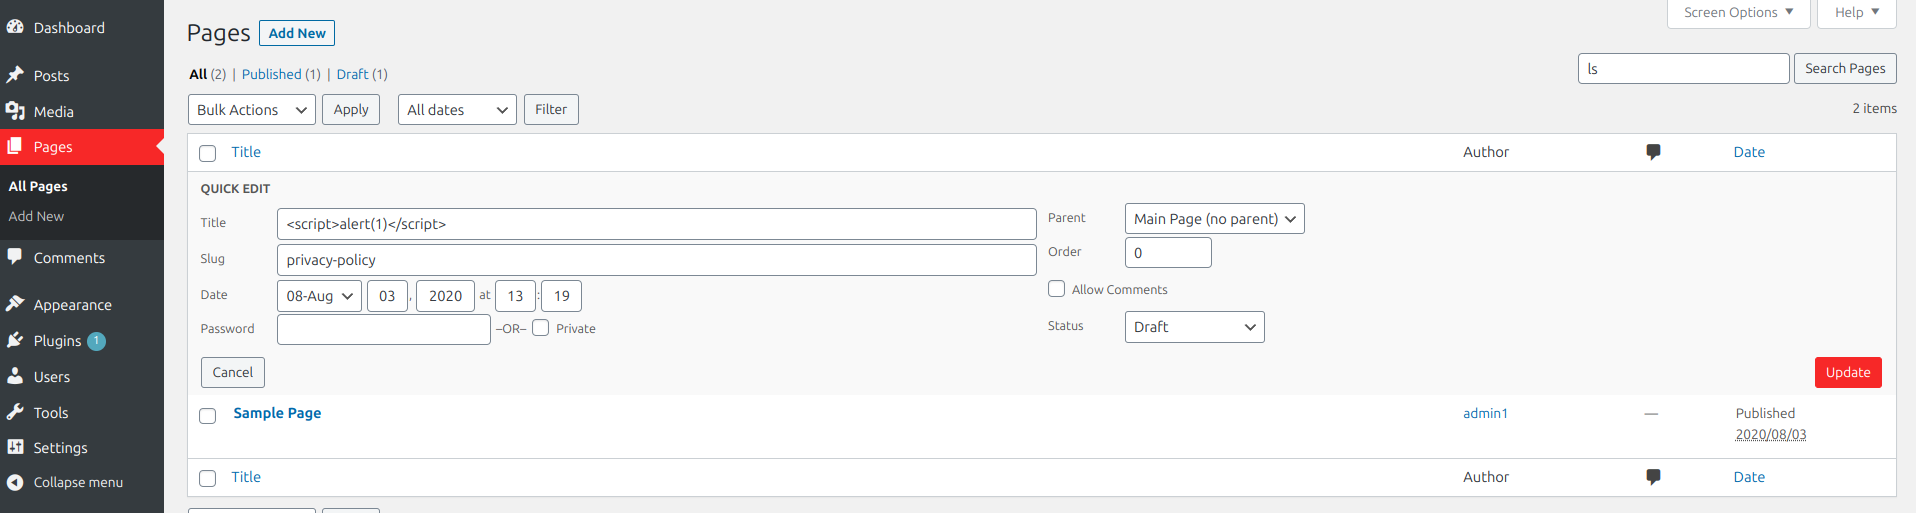 Dashboard
Posts
Media
Pages
All Pages
Add New
Comments
Appearance
Plugins 1
Users
Tools
Settings
Collapse menu
Screen Options
Help
Pages Add New
All (2) | Published (1) | Draft (1)
ls Search Pages
Bulk Actions Apply All dates Filter
2 items
Title Author Date
QUICK EDIT
Title <script>alert(1)</script>
Slug privacy-policy
Date 08-Aug 03 , 2020 at 13 : 19
Password –OR– Private
Parent Main Page (no parent)
Order 0
Allow Comments
Status Draft
Cancel Update
Sample Page admin1 — Published
2020/08/03
Title Author Date